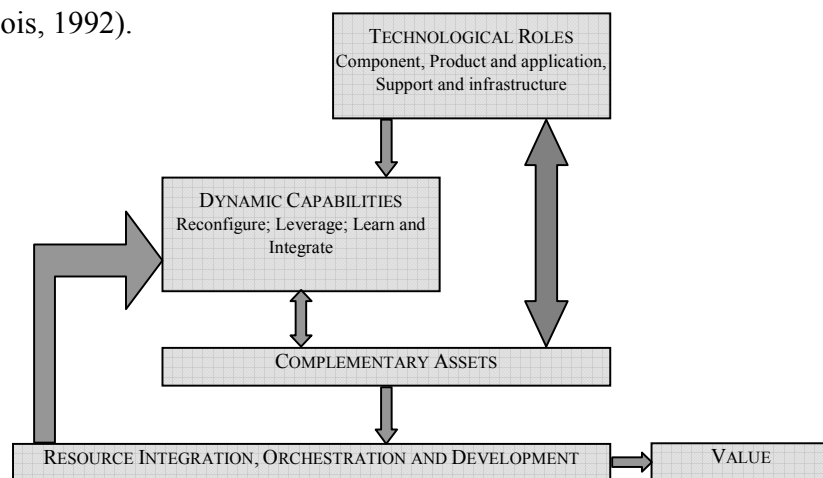 ois, 1992).
TECHNOLOGICAL ROLES
Component, Product and application,
Support and infrastructure
DYNAMIC CAPABILITIES
Reconfigure; Leverage; Learn and
Integrate
COMPLEMENTARY ASSETS
RESOURCE INTEGRATION, ORCHESTRATION AND DEVELOPMENT
VALUE